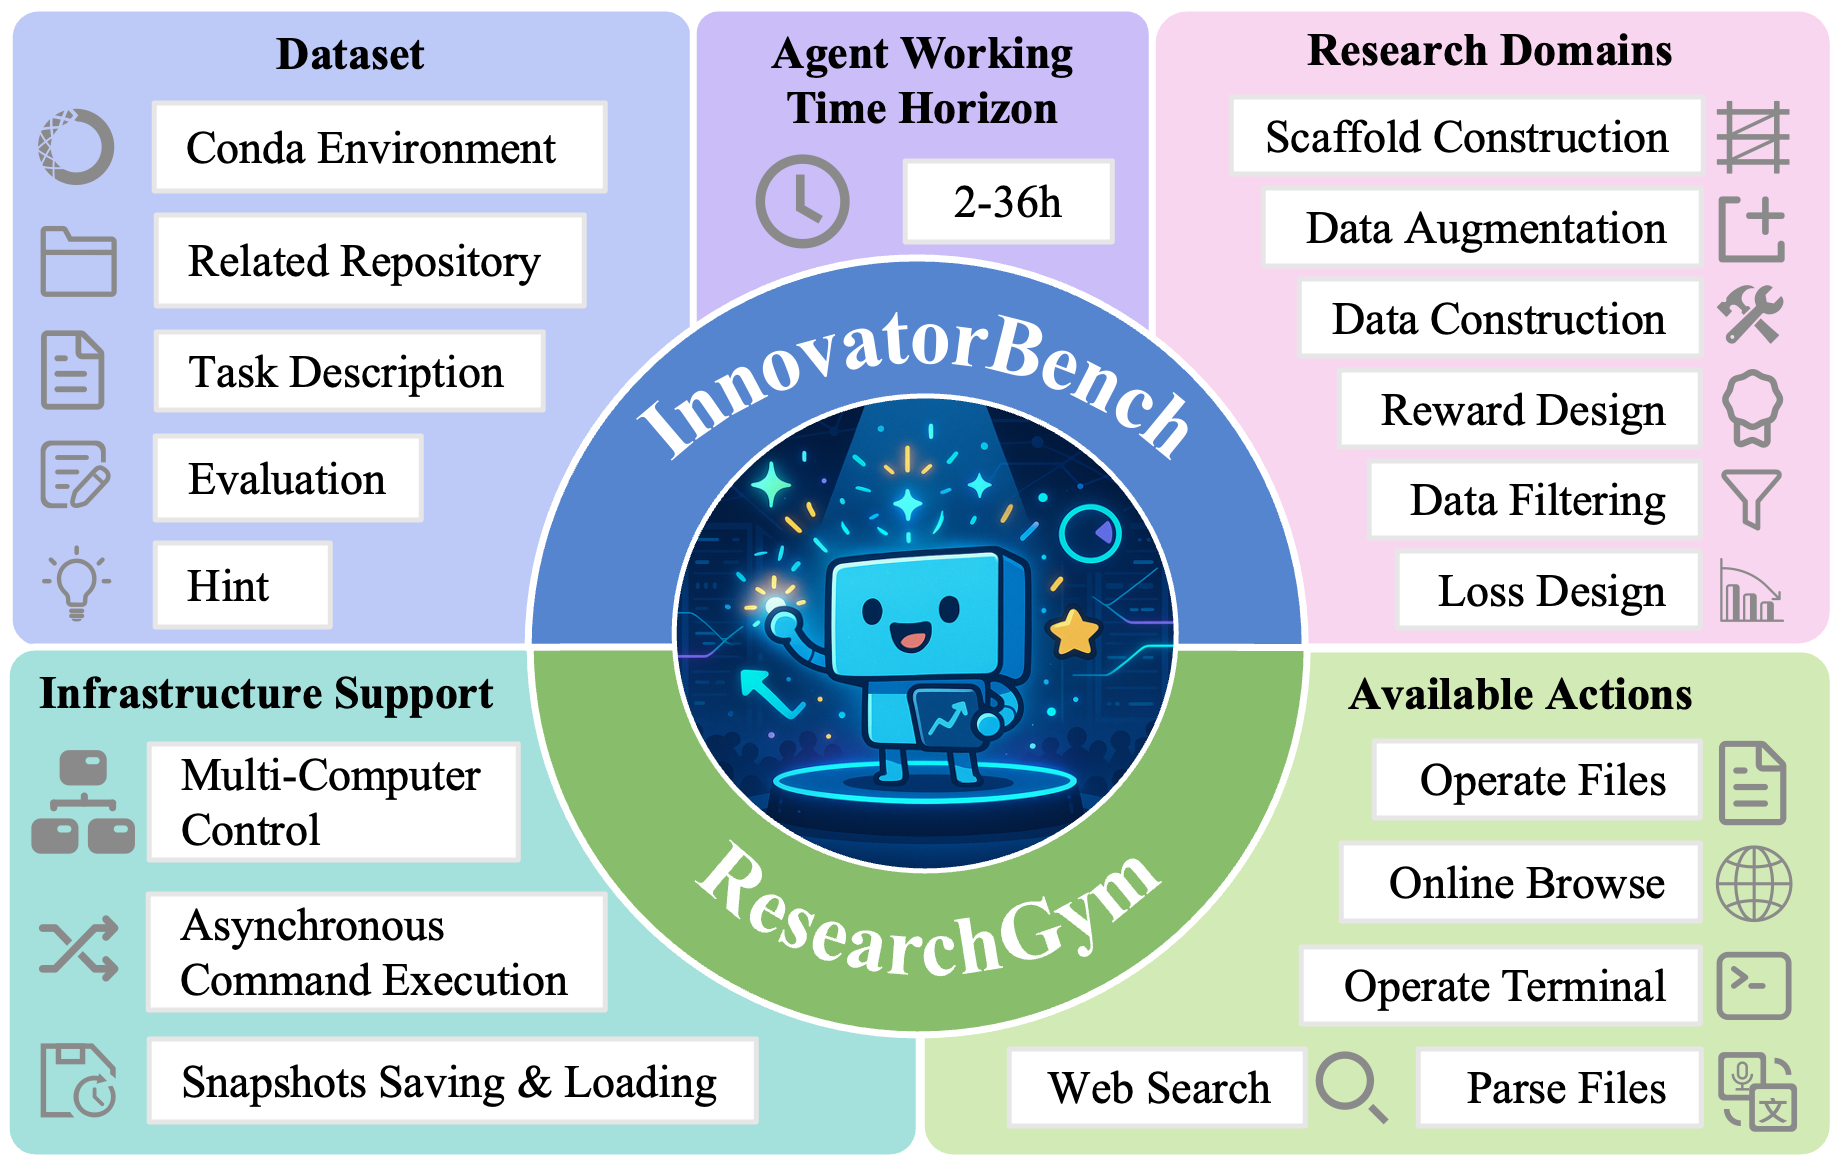 Dataset
Conda Environment
Related Repository
Task Description
Evaluation
Hint
Agent Working
Time Horizon
2-36h
Research Domains
Scaffold Construction
Data Augmentation
Data Construction
Reward Design
Data Filtering
Loss Design
InnovatorBench
ResearchGym
Infrastructure Support
Multi-Computer
Control
Asynchronous
Command Execution
Snapshots Saving & Loading
Available Actions
Operate Files
Online Browse
Operate Terminal
Web Search
Parse Files
文